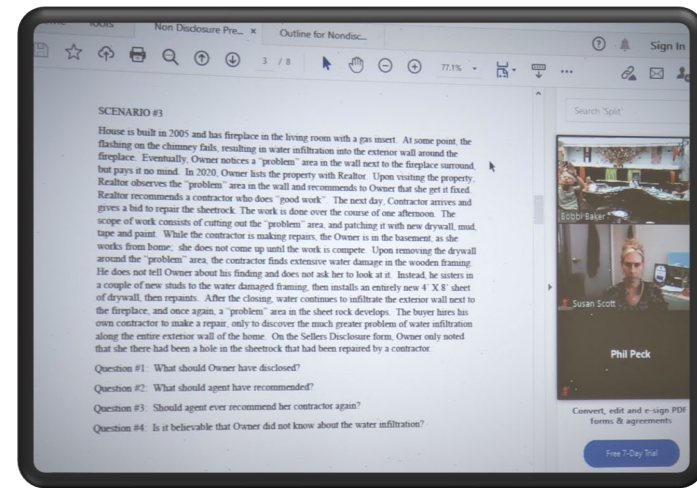 Tools
Non Disclosure Pre... ×
Outline for Nondisc...
Sign In
3 / 8
77.1%
Search 'Split'
SCENARIO #3
House is built in 2005 and has fireplace in the living room with a gas insert. At some point, the
flashing on the chimney fails, resulting in water infiltration into the exterior wall around the
fireplace. Eventually, Owner notices a "problem" area in the wall next to the fireplace surround,
but pays it no mind. In 2020, Owner lists the property with Realtor. Upon visiting the property,
Realtor observes the "problem" area in the wall and recommends to Owner that she get it fixed.
Realtor recommends a contractor who does "good work". The next day, Contractor arrives and
gives a bid to repair the sheetrock. The work is done over the course of one afternoon. The
scope of work consists of cutting out the "problem" area, and patching it with new drywall, mud,
tape and paint. While the contractor is making repairs, the Owner is in the basement, as she
works from home; she does not come up until the work is compete. Upon removing the drywall
around the "problem" area, the contractor finds extensive water damage in the wooden framing.
He does not tell Owner about his finding and does not ask her to look at it. Instead, he sisters in
a couple of new studs to the water damaged framing, then installs an entirely new 4' X 8' sheet
of drywall, then repaints. After the closing, water continues to infiltrate the exterior wall next to
the fireplace, and once again, a "problem" area in the sheet rock develops. The buyer hires his
own contractor to make a repair, only to discover the much greater problem of water infiltration
along the entire exterior wall of the home. On the Sellers Disclosure form, Owner only noted
that she there had been a hole in the sheetrock that had been repaired by a contractor.
Question #1: What should Owner have disclosed?
Question #2: What should agent have recommended?
Question #3: Should agent ever recommend her contractor again?
Question #4: Is it believable that Owner did not know about the water infiltration?
Bobbi Baker
Susan Scott
Phil Peck
Convert, edit and e-sign PDF
forms & agreements
Free 7-Day Trial